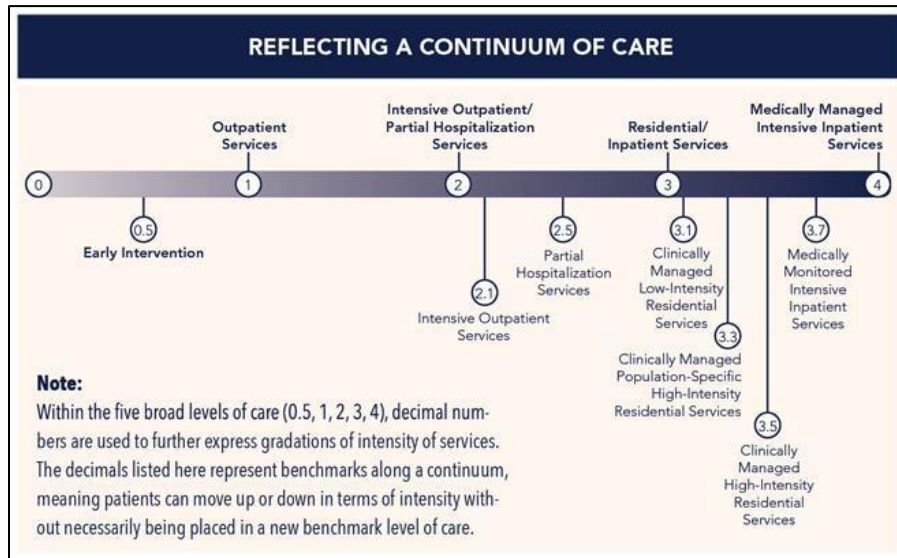 REFLECTING A CONTINUUM OF CARE
Outpatient
Services
Intensive Outpatient/
Partial Hospitalization
Services
Residential/
Inpatient Services
Medically Managed
Intensive Inpatient
Services
0
1
2
3
4
0.5
Early Intervention
2.1
Intensive Outpatient
Services
2.5
Partial
Hospitalization
Services
3.1
Clinically
Managed
Low-Intensity
Residential
Services
3.3
Clinically Managed
Population-Specific
High-Intensity
Residential Services
3.5
Clinically
Managed
High-Intensity
Residential
Services
3.7
Medically
Monitored
Intensive
Inpatient
Services
Note:
Within the five broad levels of care (0.5, 1, 2, 3, 4), decimal num-
bers are used to further express gradations of intensity of services.
The decimals listed here represent benchmarks along a continuum,
meaning patients can move up or down in terms of intensity with-
out necessarily being placed in a new benchmark level of care.